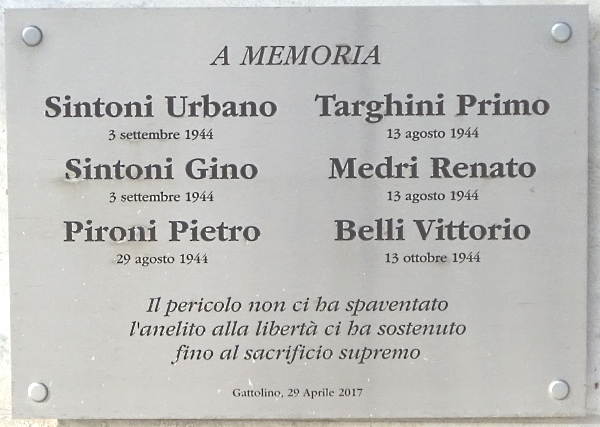 A MEMORIA
Sintoni Urbano
3 settembre 1944
Targhini Primo
13 agosto 1944
Sintoni Gino
3 settembre 1944
Medri Renato
13 agosto 1944
Pironi Pietro
29 agosto 1944
Belli Vittorio
13 ottobre 1944
Il pericolo non ci ha spaventato
l'anelito alla libertà ci ha sostenuto
fino al sacrificio supremo
Gattolino, 29 Aprile 2017